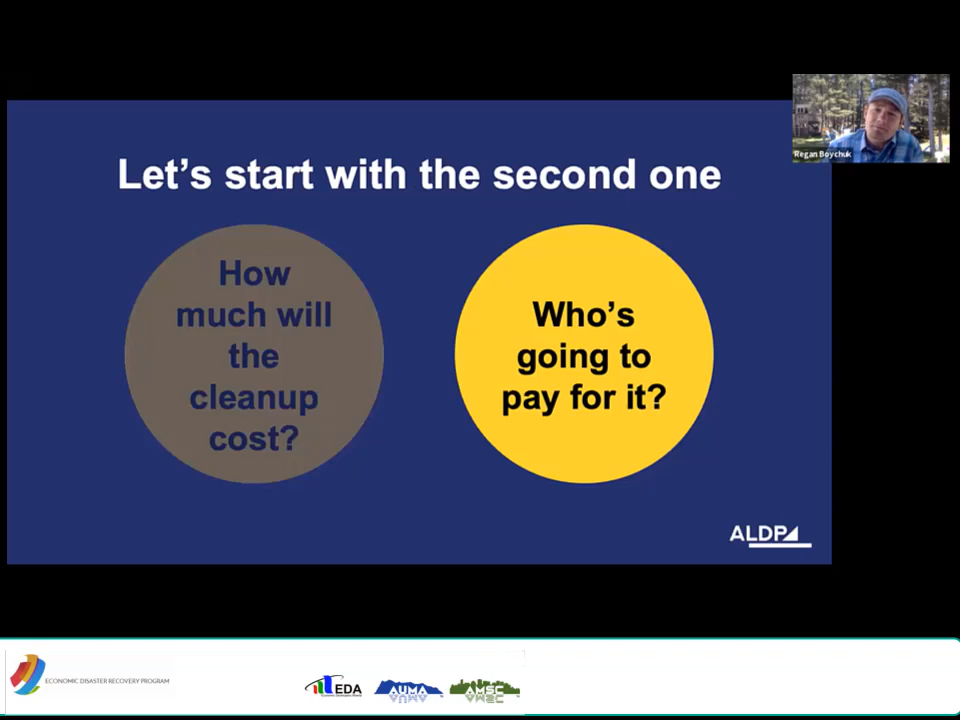 Regan Boychuk
Let's start with the second one
How
much will
the
cleanup
cost?
Who's
going to
pay for it?
ALDP
ECONOMIC DISASTER RECOVERY PROGRAM
EDA
AUMA
AMSC